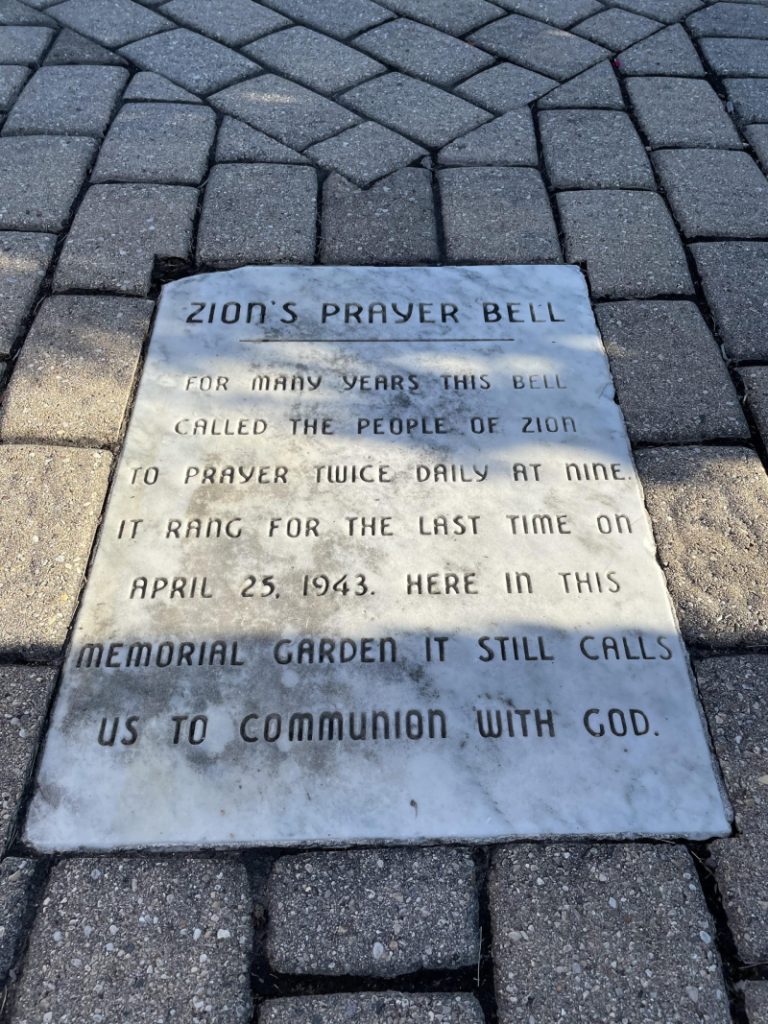 ZION'S PRAYER BELL
FOR MANY YEARS THIS BELL
CALLED THE PEOPLE OF ZION
TO PRAYER TWICE DAILY AT NINE.
IT RANG FOR THE LAST TIME ON
APRIL 25, 1943. HERE IN THIS
MEMORIAL GARDEN IT STILL CALLS
US TO COMMUNION WITH GOD.